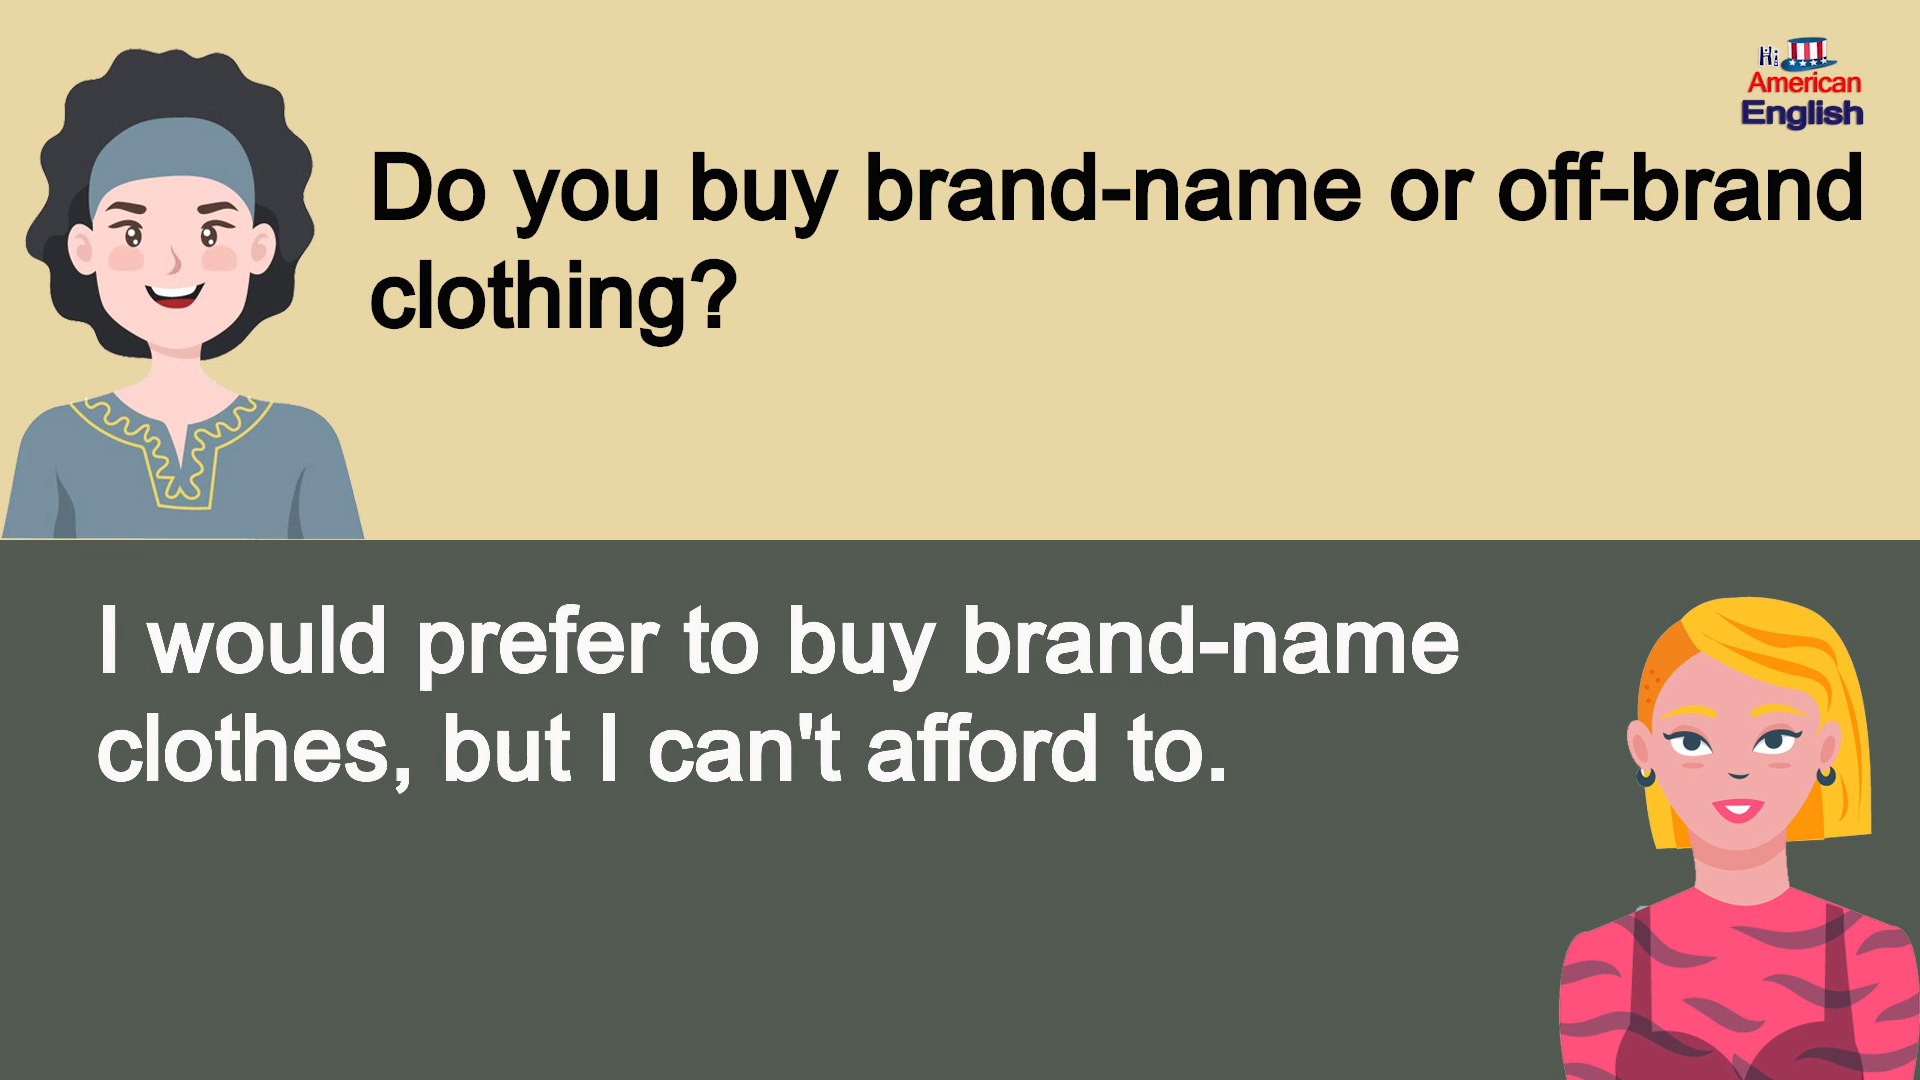 Hi
American
English
Do you buy brand-name or off-brand
clothing?
I would prefer to buy brand-name
clothes, but I can't afford to.